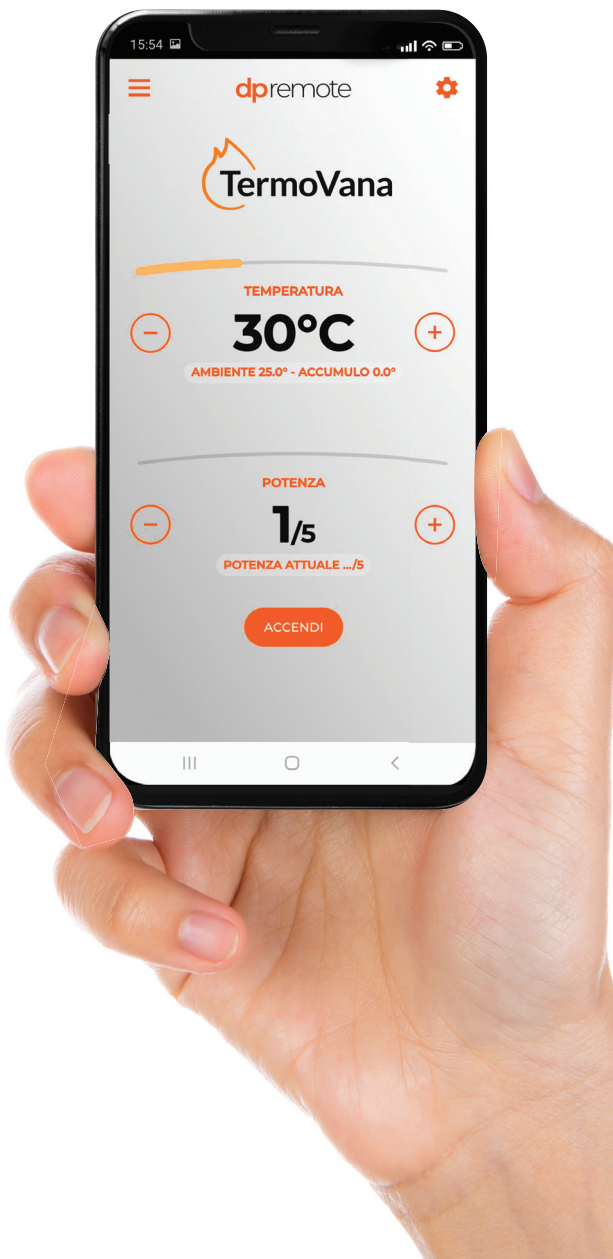 15:54
dpremote
TermoVana
TEMPERATURA
30°C
AMBIENTE 25.0° - ACCUMULO 0.0°
POTENZA
1/5
POTENZA ATTUALE .../5
ACCENDI